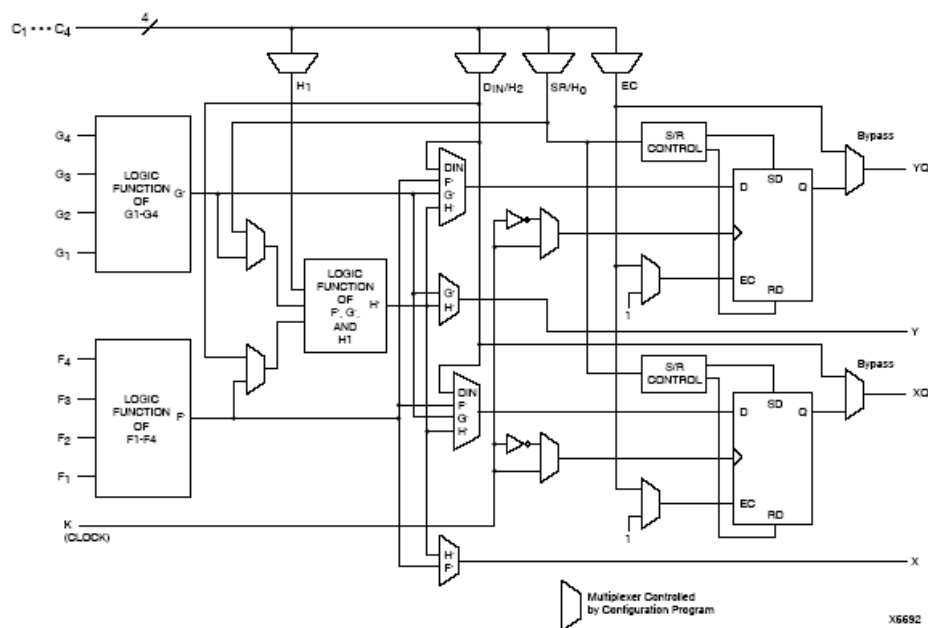 C1 ••• C4
4
H1
DIN/H2
SR/H0
EC
G4
G3
G2
G1
LOGIC
FUNCTION
OF
G1-G4
G'
DIN
F'
G'
H'
S/R
CONTROL
Bypass
YQ
D
SD
Q
EC
RD
1
LOGIC
FUNCTION
OF
F', G',
AND
H1
H'
G'
H'
Y
F4
F3
F2
F1
LOGIC
FUNCTION
OF
F1-F4
F'
DIN
F'
G'
H'
S/R
CONTROL
Bypass
XQ
D
SD
Q
EC
RD
1
K
(CLOCK)
H'
F'
X
Multiplexer Controlled
by Configuration Program
X6692